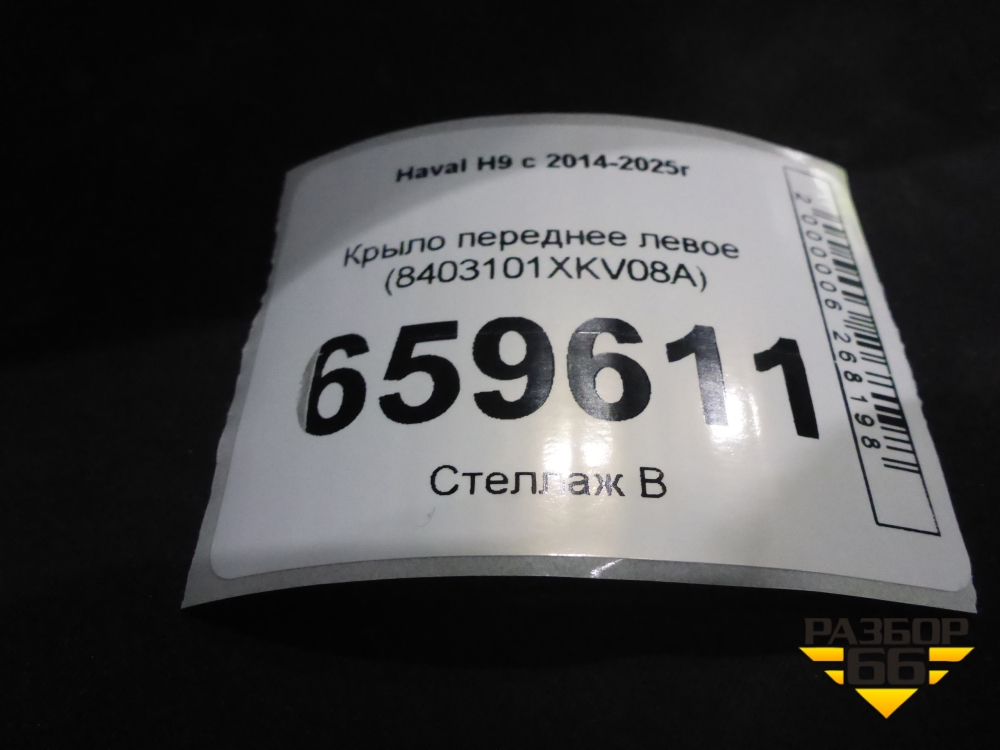 Haval H9 с 2014-2025г
Крыло переднее левое
(8403101XKV08A)
659611
Стеллаж В
2000006268198
РАЗБОР
66